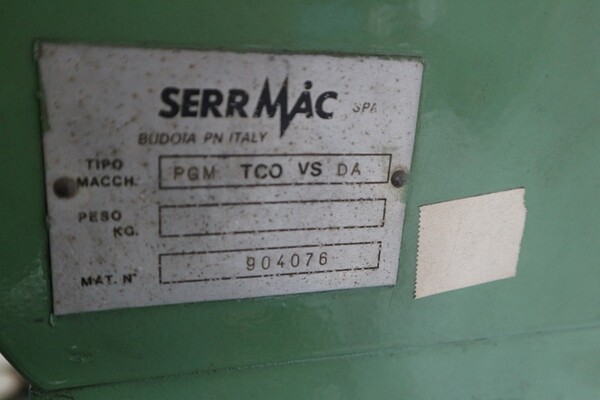 SERRMAC SPA
BUDOIA PN ITALY
TIPO MACCH. PGM TCO VS DA
PESO KG.
MAT. N° 904076